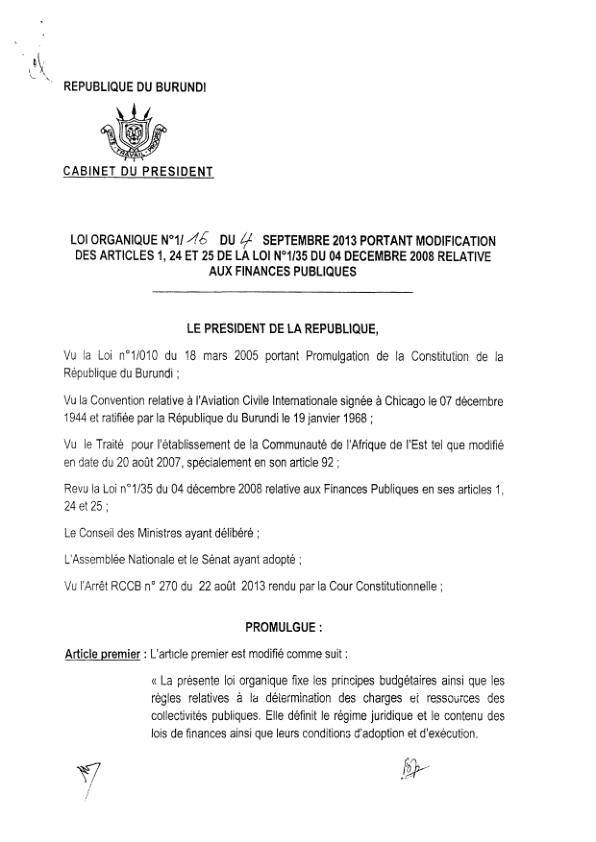 REPUBLIQUE DU BURUNDI
CABINET DU PRESIDENT
LOI ORGANIQUE N°1/ 16 DU 4 SEPTEMBRE 2013 PORTANT MODIFICATION
DES ARTICLES 1, 24 ET 25 DE LA LOI N°1/35 DU 04 DECEMBRE 2008 RELATIVE
AUX FINANCES PUBLIQUES
LE PRESIDENT DE LA REPUBLIQUE,
Vu la Loi n°1/010 du 18 mars 2005 portant Promulgation de la Constitution de la
République du Burundi ;
Vu la Convention relative à l'Aviation Civile Internationale signée à Chicago le 07 décembre
1944 et ratifiée par la République du Burundi le 19 janvier 1968 ;
Vu le Traité pour l'établissement de la Communauté de l'Afrique de l'Est tel que modifié
en date du 20 août 2007, spécialement en son article 92 ;
Revu la Loi n°1/35 du 04 décembre 2008 relative aux Finances Publiques en ses articles 1,
24 et 25 ;
Le Conseil des Ministres ayant délibéré ;
L'Assemblée Nationale et le Sénat ayant adopté ;
Vu l'Arrêt RCCB n° 270 du 22 août 2013 rendu par la Cour Constitutionnelle ;
PROMULGUE :
Article premier : L'article premier est modifié comme suit :
« La présente loi organique fixe les principes budgétaires ainsi que les
règles relatives à la détermination des charges et ressources des
collectivités publiques. Elle définit le régime juridique et le contenu des
lois de finances ainsi que leurs conditions d'adoption et d'exécution.